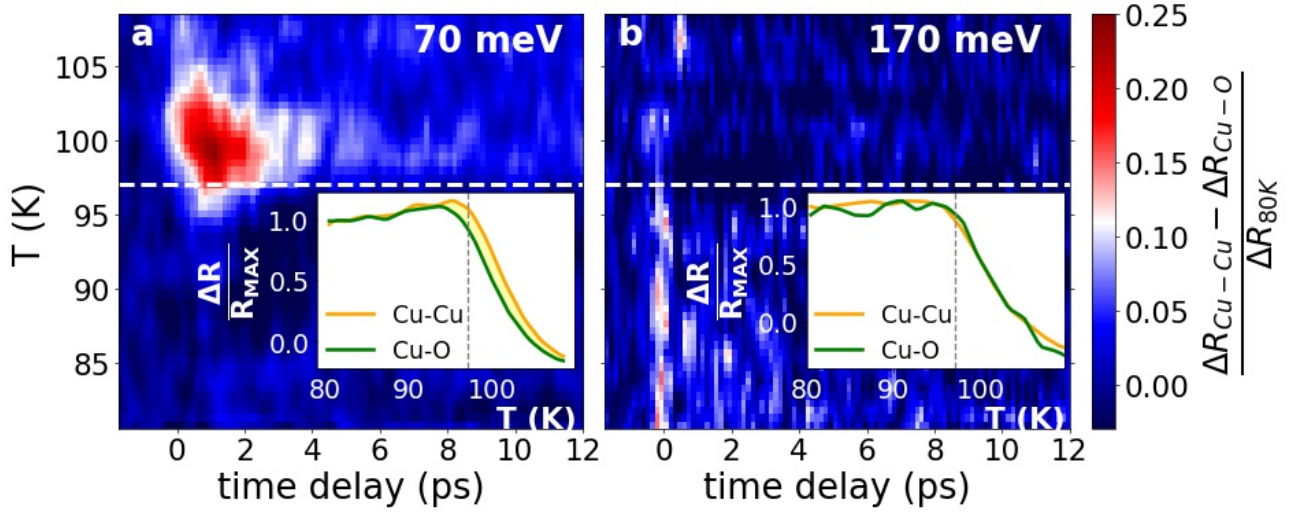 a
70 meV
T (K)
105
100
95
90
85
1.0
0.5
0.0
ΔR
R_MAX
Cu-Cu
Cu-O
80
90
100
T (K)
0
2
4
6
8
10
12
time delay (ps)
b
170 meV
1.0
0.5
0.0
ΔR
R_MAX
Cu-Cu
Cu-O
80
90
100
T (K)
0
2
4
6
8
10
12
time delay (ps)
0.25
0.20
0.15
0.10
0.05
0.00
ΔR_Cu−Cu − ΔR_Cu−O
ΔR_80K